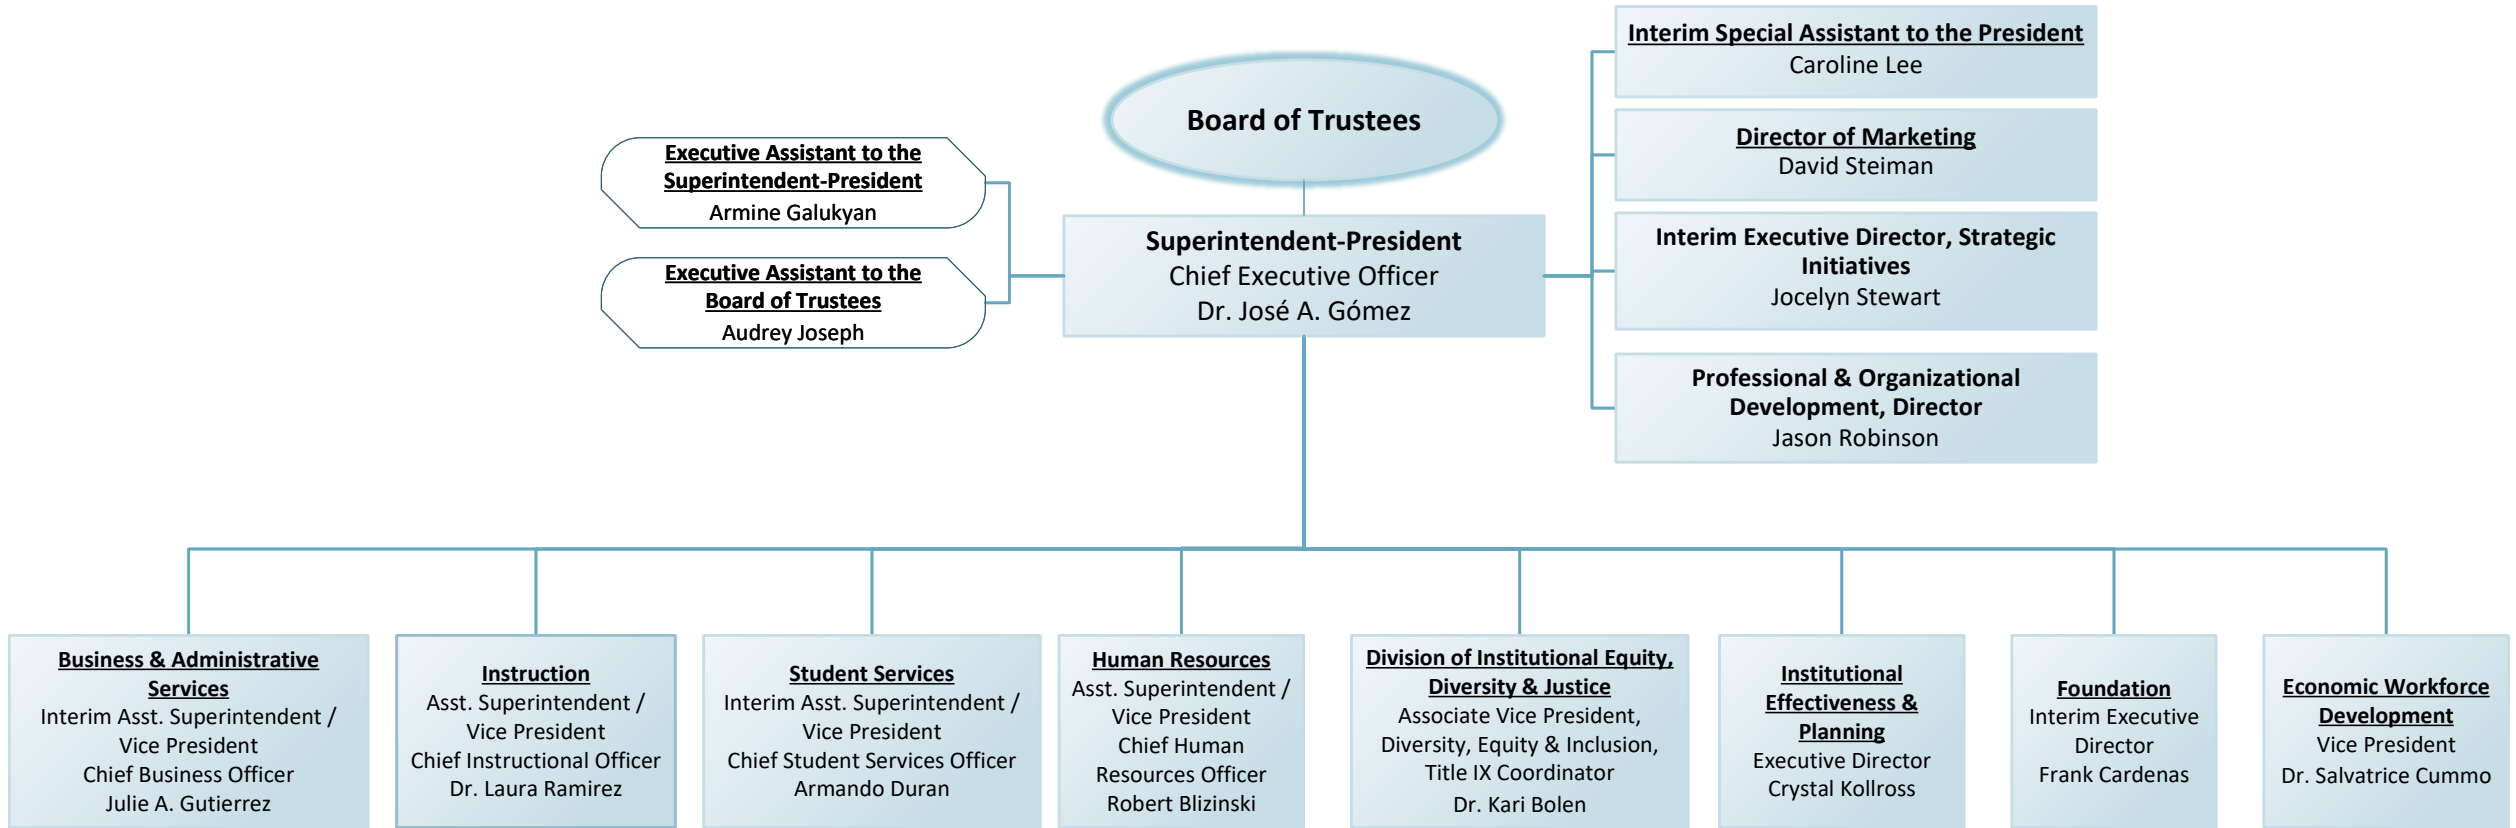 Board of Trustees
Executive Assistant to the
Superintendent-President
Armine Galukyan
Executive Assistant to the
Board of Trustees
Audrey Joseph
Superintendent-President
Chief Executive Officer
Dr. José A. Gómez
Interim Special Assistant to the President
Caroline Lee
Director of Marketing
David Steiman
Interim Executive Director, Strategic
Initiatives
Jocelyn Stewart
Professional & Organizational
Development, Director
Jason Robinson
Business & Administrative
Services
Interim Asst. Superintendent /
Vice President
Chief Business Officer
Julie A. Gutierrez
Instruction
Asst. Superintendent /
Vice President
Chief Instructional Officer
Dr. Laura Ramirez
Student Services
Interim Asst. Superintendent /
Vice President
Chief Student Services Officer
Armando Duran
Human Resources
Asst. Superintendent /
Vice President
Chief Human
Resources Officer
Robert Blizinski
Division of Institutional Equity,
Diversity & Justice
Associate Vice President,
Diversity, Equity & Inclusion,
Title IX Coordinator
Dr. Kari Bolen
Institutional
Effectiveness &
Planning
Executive Director
Crystal Kollross
Foundation
Interim Executive
Director
Frank Cardenas
Economic Workforce
Development
Vice President
Dr. Salvatrice Cummo